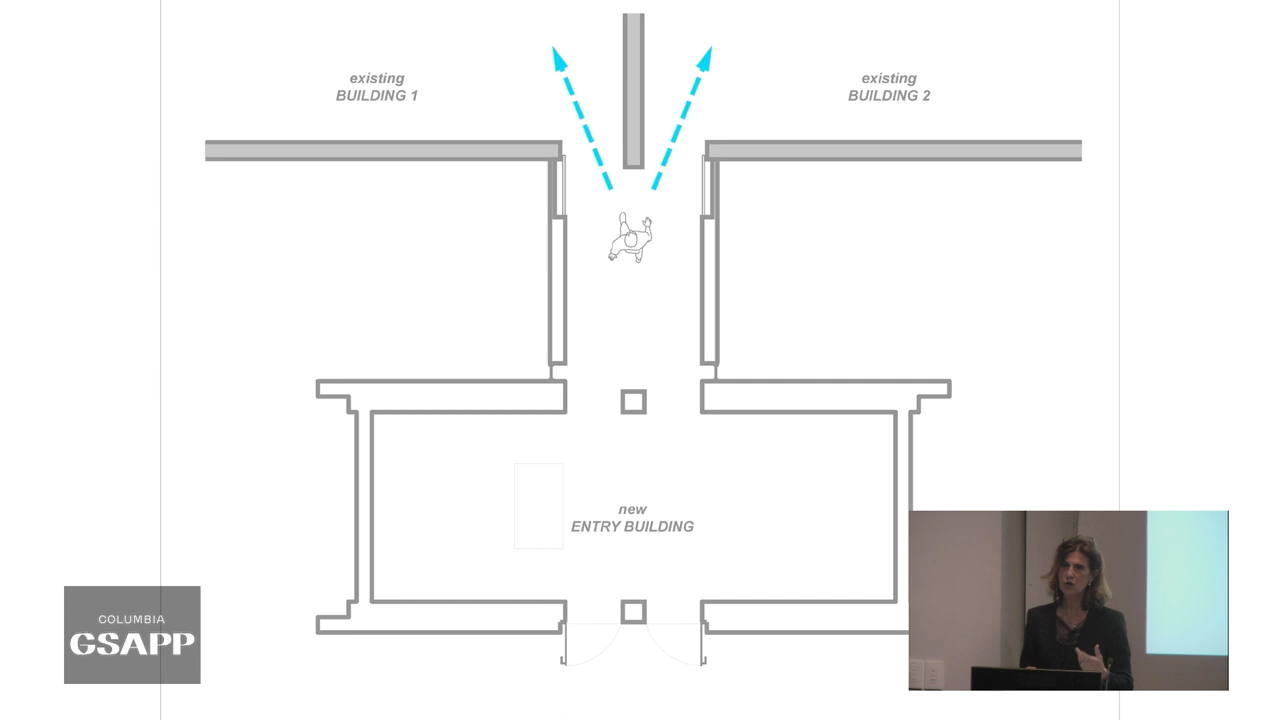 existing
BUILDING 1
existing
BUILDING 2
new
ENTRY BUILDING
COLUMBIA
GSAPP